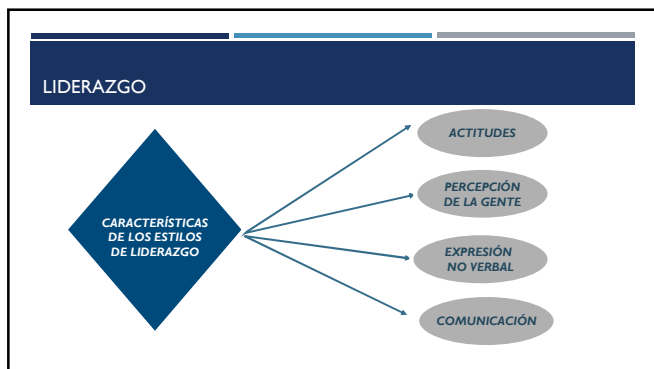 LIDERAZGO
CARACTERÍSTICAS
DE LOS ESTILOS
DE LIDERAZGO
ACTITUDES
PERCEPCIÓN
DE LA GENTE
EXPRESIÓN
NO VERBAL
COMUNICACIÓN